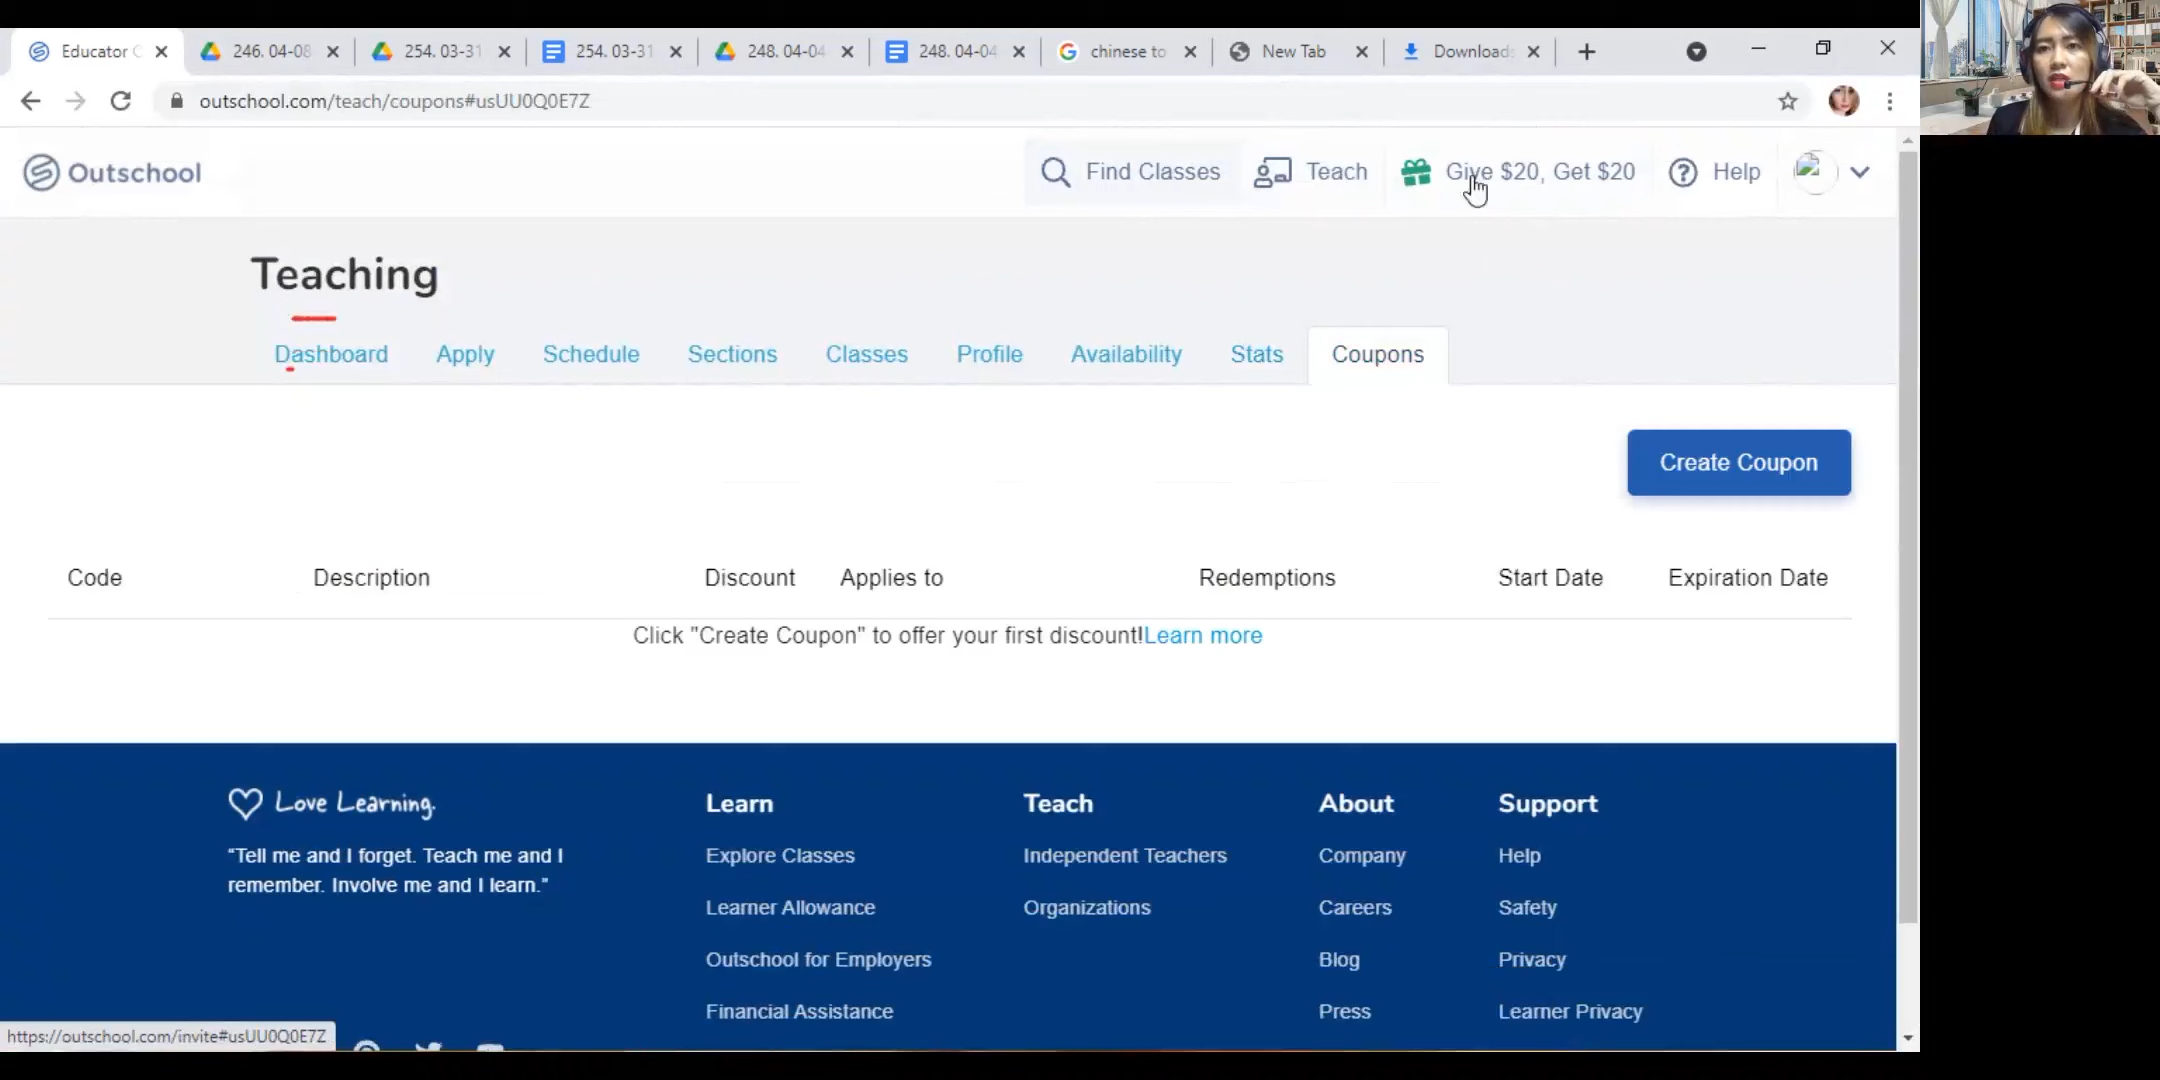 Educator C
246. 04-08
254. 03-31
254. 03-31
248. 04-04
248. 04-04
chinese to
New Tab
Downloads
outschool.com/teach/coupons#usUU0Q0E7Z
Outschool
Find Classes
Teach
Give $20, Get $20
Help
Teaching
Dashboard
Apply
Schedule
Sections
Classes
Profile
Availability
Stats
Coupons
Create Coupon
Code
Description
Discount
Applies to
Redemptions
Start Date
Expiration Date
Click "Create Coupon" to offer your first discount!Learn more
Love Learning.
"Tell me and I forget. Teach me and I
remember. Involve me and I learn."
Learn
Explore Classes
Learner Allowance
Outschool for Employers
Financial Assistance
Teach
Independent Teachers
Organizations
About
Company
Careers
Blog
Press
Support
Help
Safety
Privacy
Learner Privacy
https://outschool.com/invite#usUU0Q0E7Z